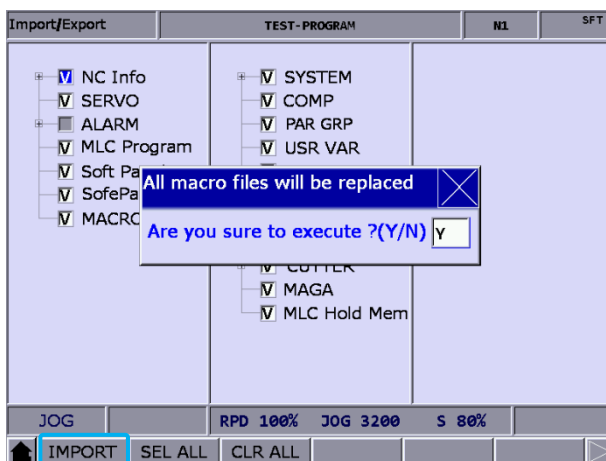 Import/Export TEST-PROGRAM N1 SFT
NC Info
SERVO
ALARM
MLC Program
Soft Pa
SofePa
MACRO
SYSTEM
COMP
PAR GRP
USR VAR
All macro files will be replaced
Are you sure to execute ?(Y/N) Y
CUTTER
MAGA
MLC Hold Mem
JOG RPD 100% JOG 3200 S 80%
IMPORT SEL ALL CLR ALL